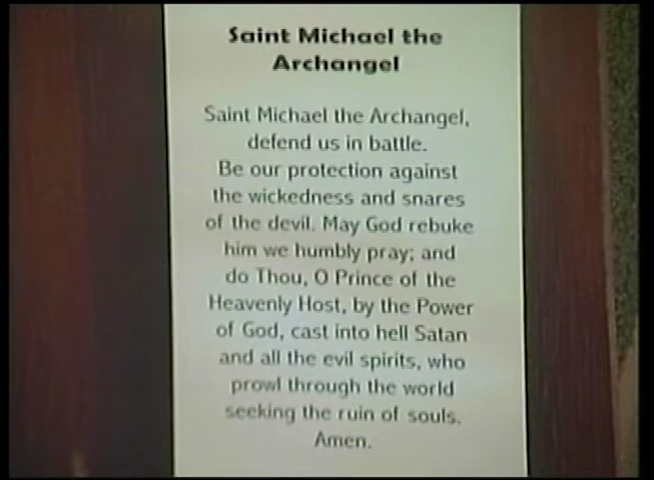 Saint Michael the
Archangel
Saint Michael the Archangel,
defend us in battle.
Be our protection against
the wickedness and snares
of the devil. May God rebuke
him we humbly pray; and
do Thou, O Prince of the
Heavenly Host, by the Power
of God, cast into hell Satan
and all the evil spirits, who
prowl through the world
seeking the ruin of souls.
Amen.